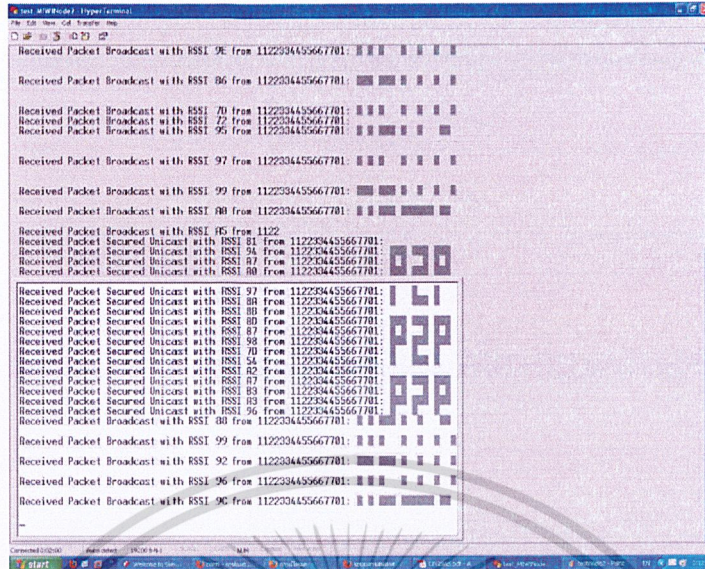 test_MIWINode2 - HyperTerminal
File Edit View Call Transfer Help
Received Packet Broadcast with RSSI 9E from 1122334455667701:
Received Packet Broadcast with RSSI 86 from 1122334455667701:
Received Packet Broadcast with RSSI 7D from 1122334455667701:
Received Packet Broadcast with RSSI 72 from 1122334455667701:
Received Packet Broadcast with RSSI 95 from 1122334455667701:
Received Packet Broadcast with RSSI 97 from 1122334455667701:
Received Packet Broadcast with RSSI 99 from 1122334455667701:
Received Packet Broadcast with RSSI A8 from 1122334455667701:
Received Packet Broadcast with RSSI A5 from 1122
Received Packet Secured Unicast with RSSI 81 from 1122334455667701:
Received Packet Secured Unicast with RSSI 9A from 1122334455667701:
Received Packet Secured Unicast with RSSI A7 from 1122334455667701:
Received Packet Secured Unicast with RSSI A0 from 1122334455667701:
Received Packet Secured Unicast with RSSI 97 from 1122334455667701:
Received Packet Secured Unicast with RSSI 8A from 1122334455667701:
Received Packet Secured Unicast with RSSI 8B from 1122334455667701:
Received Packet Secured Unicast with RSSI 8D from 1122334455667701:
Received Packet Secured Unicast with RSSI 87 from 1122334455667701:
Received Packet Secured Unicast with RSSI 98 from 1122334455667701:
Received Packet Secured Unicast with RSSI 7D from 1122334455667701:
Received Packet Secured Unicast with RSSI 5A from 1122334455667701:
Received Packet Secured Unicast with RSSI A2 from 1122334455667701:
Received Packet Secured Unicast with RSSI A7 from 1122334455667701:
Received Packet Secured Unicast with RSSI B3 from 1122334455667701:
Received Packet Secured Unicast with RSSI A3 from 1122334455667701:
Received Packet Secured Unicast with RSSI 96 from 1122334455667701:
P2P
P2P
Received Packet Broadcast with RSSI 88 from 1122334455667701:
Received Packet Broadcast with RSSI 99 from 1122334455667701:
Received Packet Broadcast with RSSI 92 from 1122334455667701:
Received Packet Broadcast with RSSI 96 from 1122334455667701:
Received Packet Broadcast with RSSI 9C from 1122334455667701:
Connected 0:02:00 Auto detect 19200 8-N-1 NUM
start